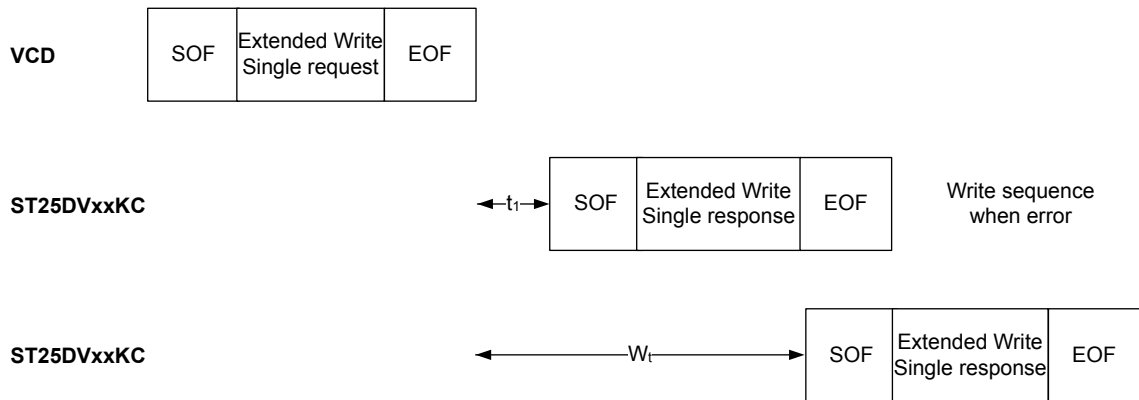 VCD
SOF
Extended Write
Single request
EOF
ST25DVxxKC
t1
SOF
Extended Write
Single response
EOF
Write sequence
when error
ST25DVxxKC
Wt
SOF
Extended Write
Single response
EOF